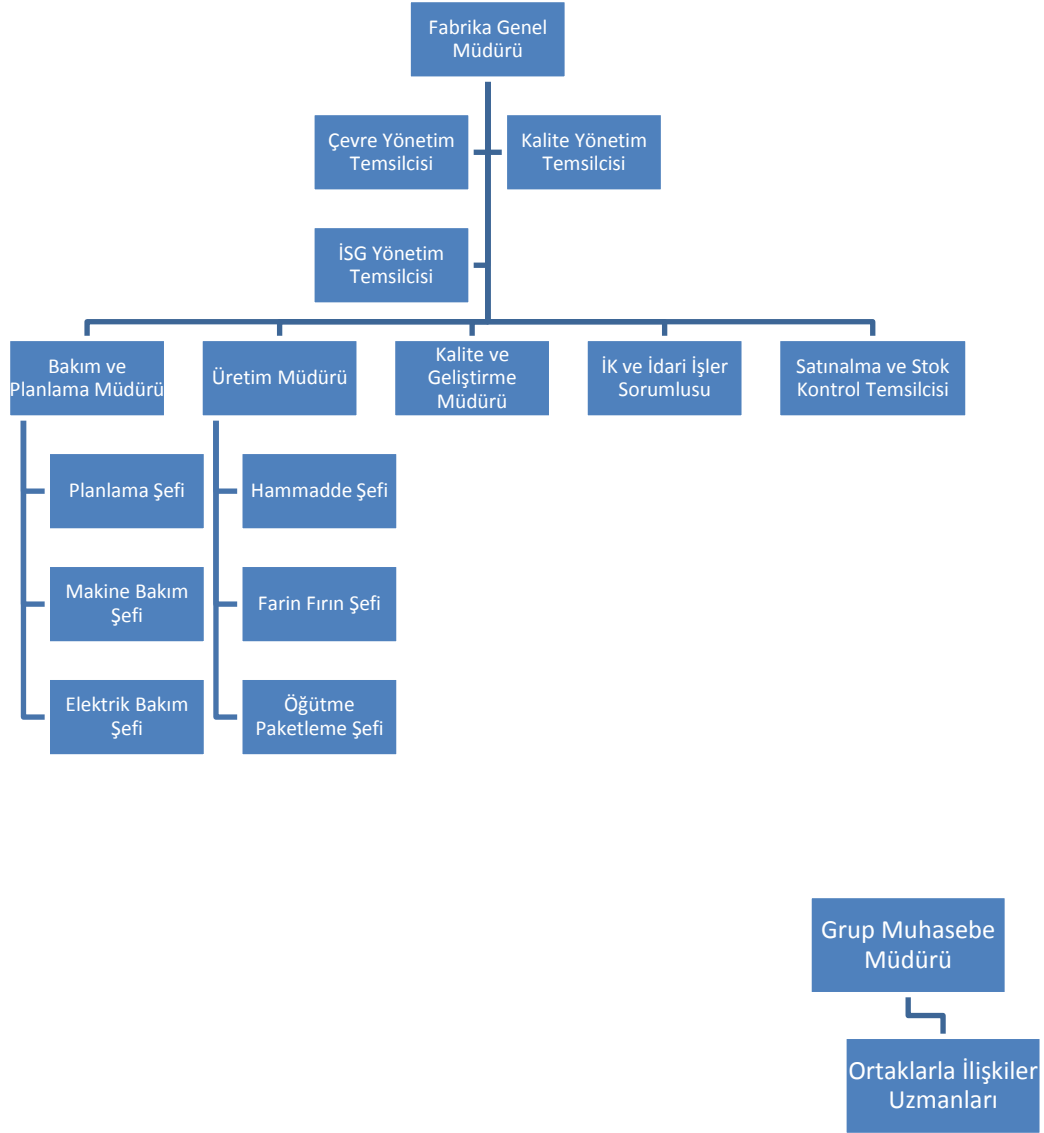 Fabrika Genel
Müdürü
Çevre Yönetim
Temsilcisi
Kalite Yönetim
Temsilcisi
İSG Yönetim
Temsilcisi
Bakım ve
Planlama Müdürü
Üretim Müdürü
Kalite ve
Geliştirme
Müdürü
İK ve İdari İşler
Sorumlusu
Satınalma ve Stok
Kontrol Temsilcisi
Planlama Şefi
Hammadde Şefi
Makine Bakım
Şefi
Farin Fırın Şefi
Elektrik Bakım
Şefi
Öğütme
Paketleme Şefi
Grup Muhasebe
Müdürü
Ortaklarla İlişkiler
Uzmanları